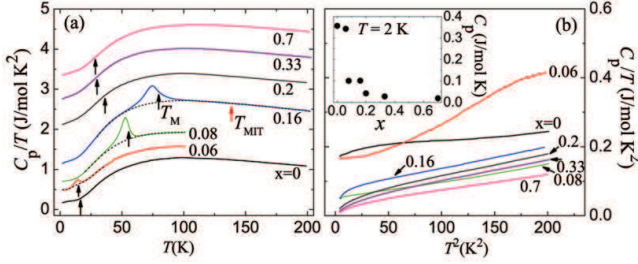 (a)
C_p/T (J/mol K²)
5
4
3
2
1
0
0.7
0.33
0.2
0.16
T_M
T_MIT
0.08
0.06
x=0
0 50 100 150 200
T(K)
(b)
T = 2 K
C_p (J/mol K)
0.4
0.3
0.2
0.1
0.0
0.0 0.2 0.4 0.6
x
0.06
x=0
0.2
0.16
0.33
0.08
0.7
0 50 100 150 200
T²(K²)
0.6
0.4
0.2
0.0
C_p/T (J/mol K²)